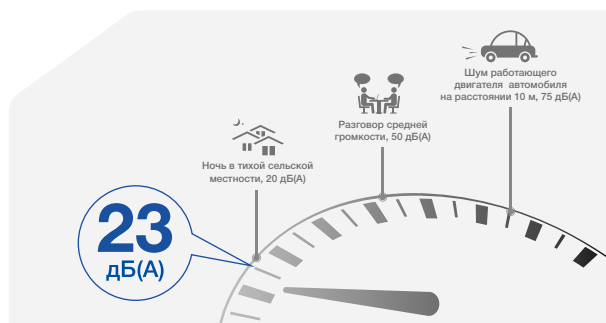 Шум работающего
двигателя автомобиля
на расстоянии 10 м, 75 дБ(А)
Разговор средней
громкости, 50 дБ(А)
Ночь в тихой сельской
местности, 20 дБ(А)
23
дБ(А)